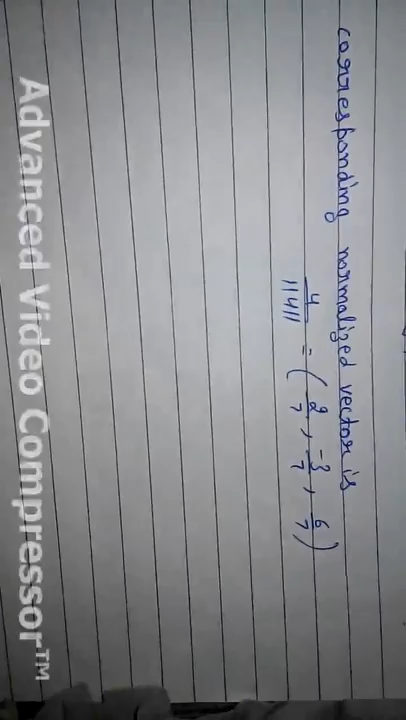 corresponding normalized vector is
u/||u|| = (2/7, -3/7, 6/7)
Advanced Video Compressor™